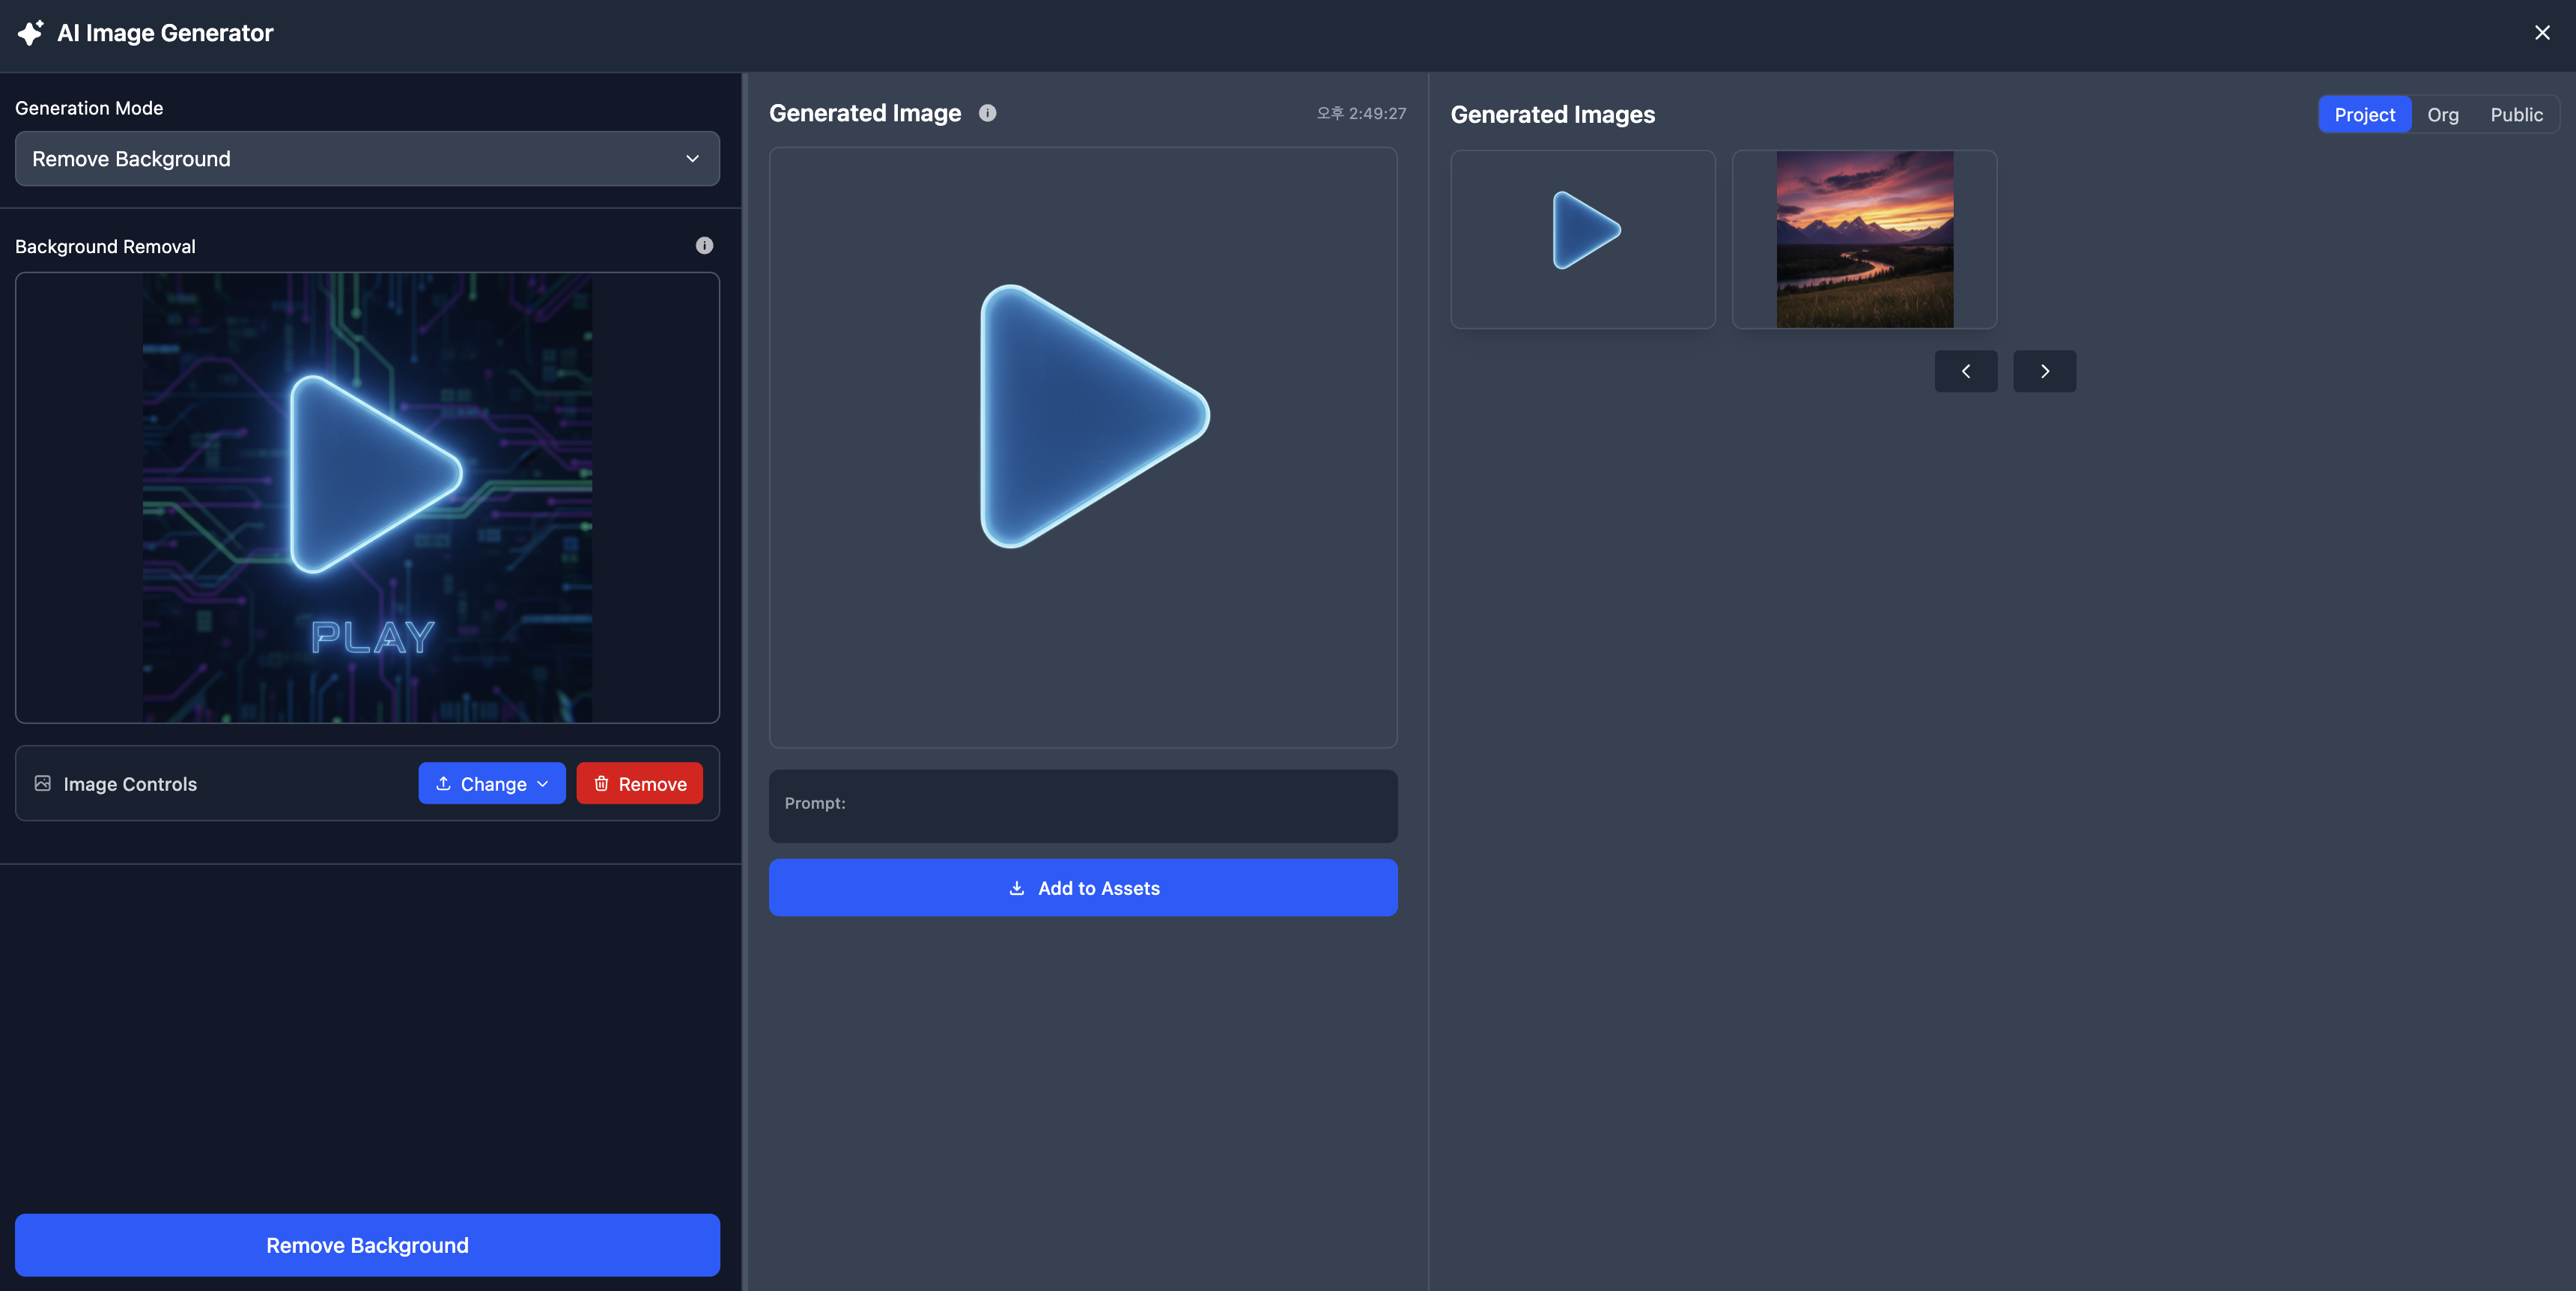 AI Image Generator
Generation Mode
Remove Background
Background Removal
PLAY
Image Controls
Change
Remove
Remove Background
Generated Image
오후 2:49:27
Prompt:
Add to Assets
Generated Images
Project
Org
Public